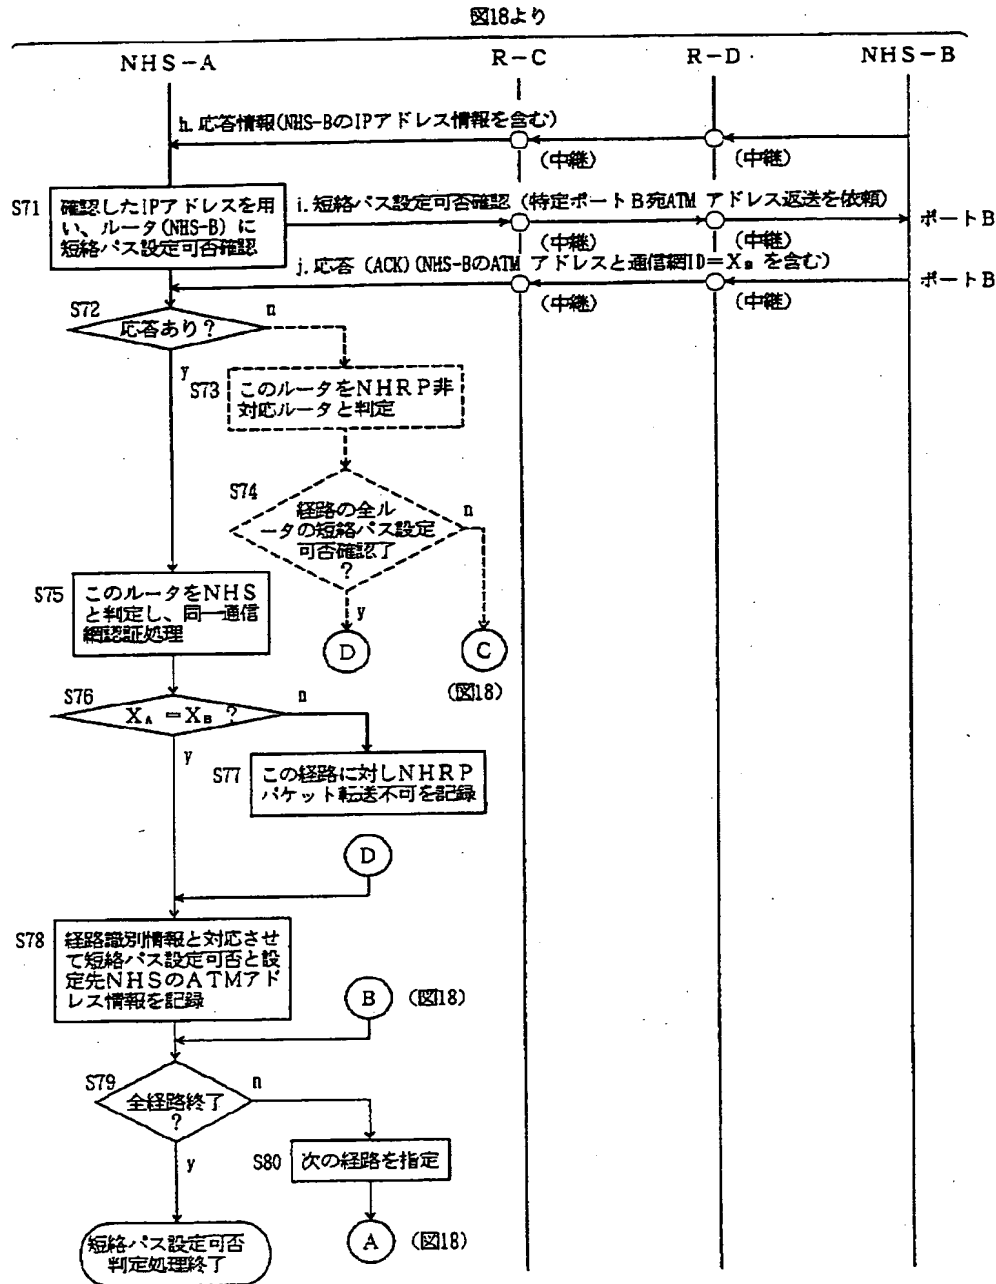 図18より
NHS-A
R-C
R-D
NHS-B
h. 応答情報(NHS-BのIPアドレス情報を含む)
(中継)
(中継)
S71
確認したIPアドレスを用
い、ルータ(NHS-B) に
短絡パス設定可否確認
i. 短絡パス設定可否確認 (特定ポートB宛ATM アドレス返送を依頼)
(中継)
(中継)
ポートB
j. 応答 (ACK)(NHS-BのATM アドレスと通信網ID=XB を含む)
(中継)
(中継)
ポートB
S72
応答あり?
n
y
S73
このルータをNHRP非
対応ルータと判定
S74
経路の全ル
ータの短絡パス設定
可否確認了
?
n
y
D
C
(図18)
S75
このルータをNHS
と判定し、同一通信
網認証処理
S76
XA =XB ?
n
y
S77
この経路に対しNHRP
パケット転送不可を記録
D
S78
経路識別情報と対応させ
て短絡パス設定可否と設
定先NHSのATMアド
レス情報を記録
B
(図18)
S79
全経路終了
?
n
y
S80
次の経路を指定
A
(図18)
短絡パス設定可否
判定処理終了